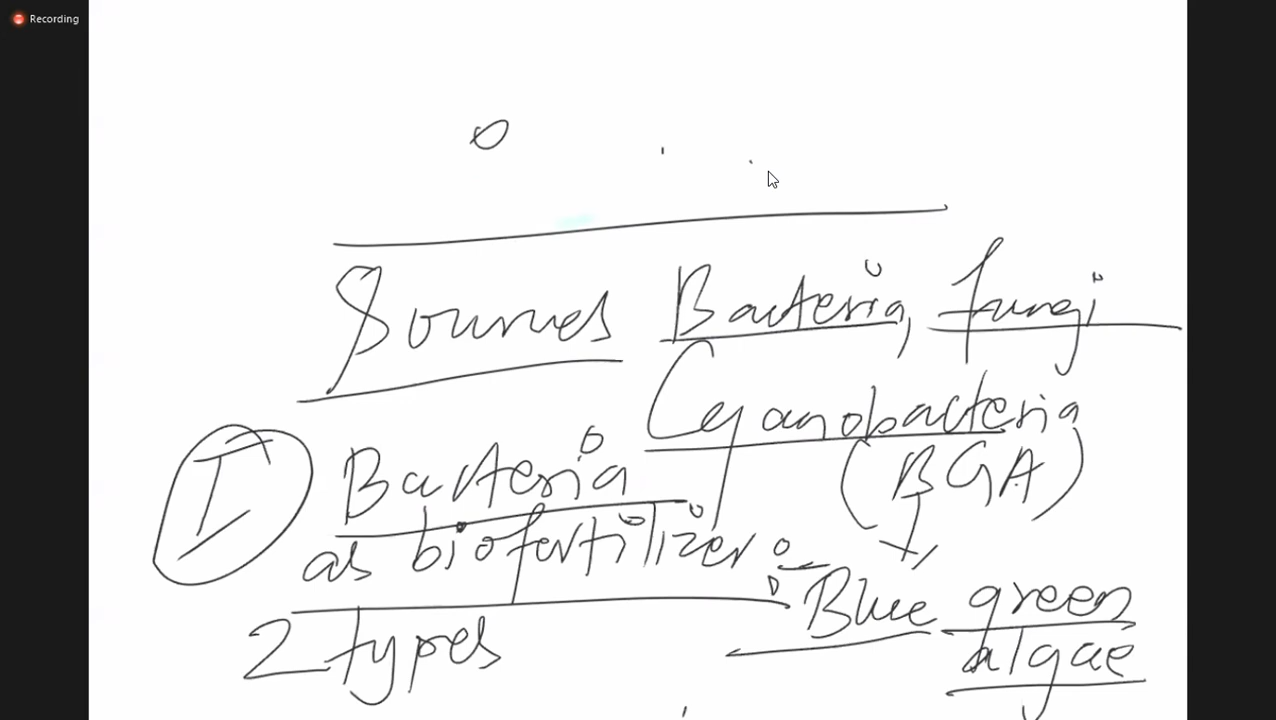 Recording
Sources Bacteria, fungi
Cyanobacteria
(BGA)
I Bacteria
as biofertilizer :-
Blue green
algae
2 types